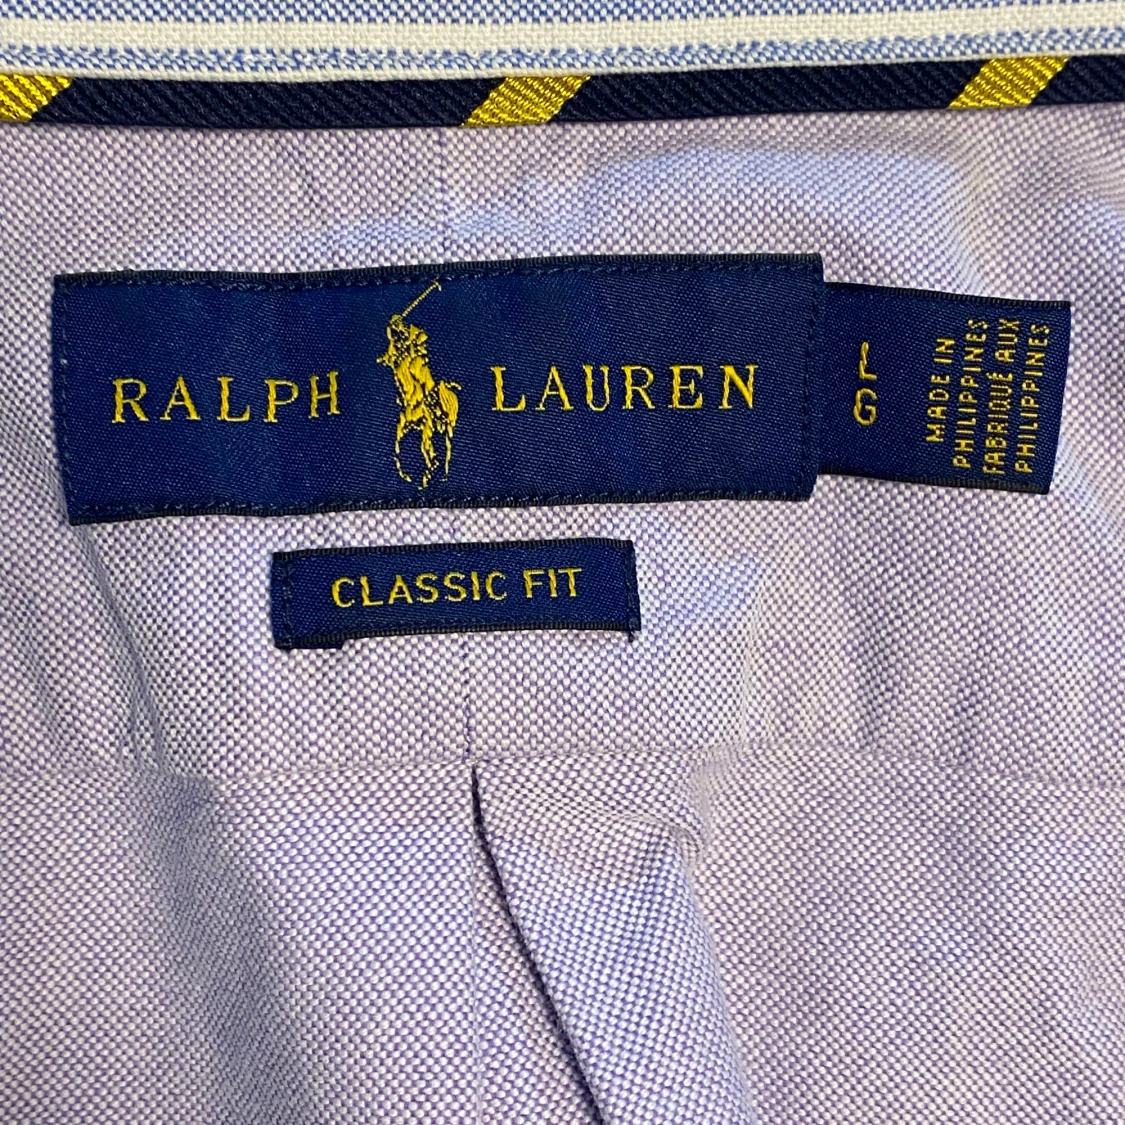 RALPH LAUREN
L
G
MADE IN
PHILIPPINES
FABRIQUÉ AUX
PHILIPPINES
CLASSIC FIT